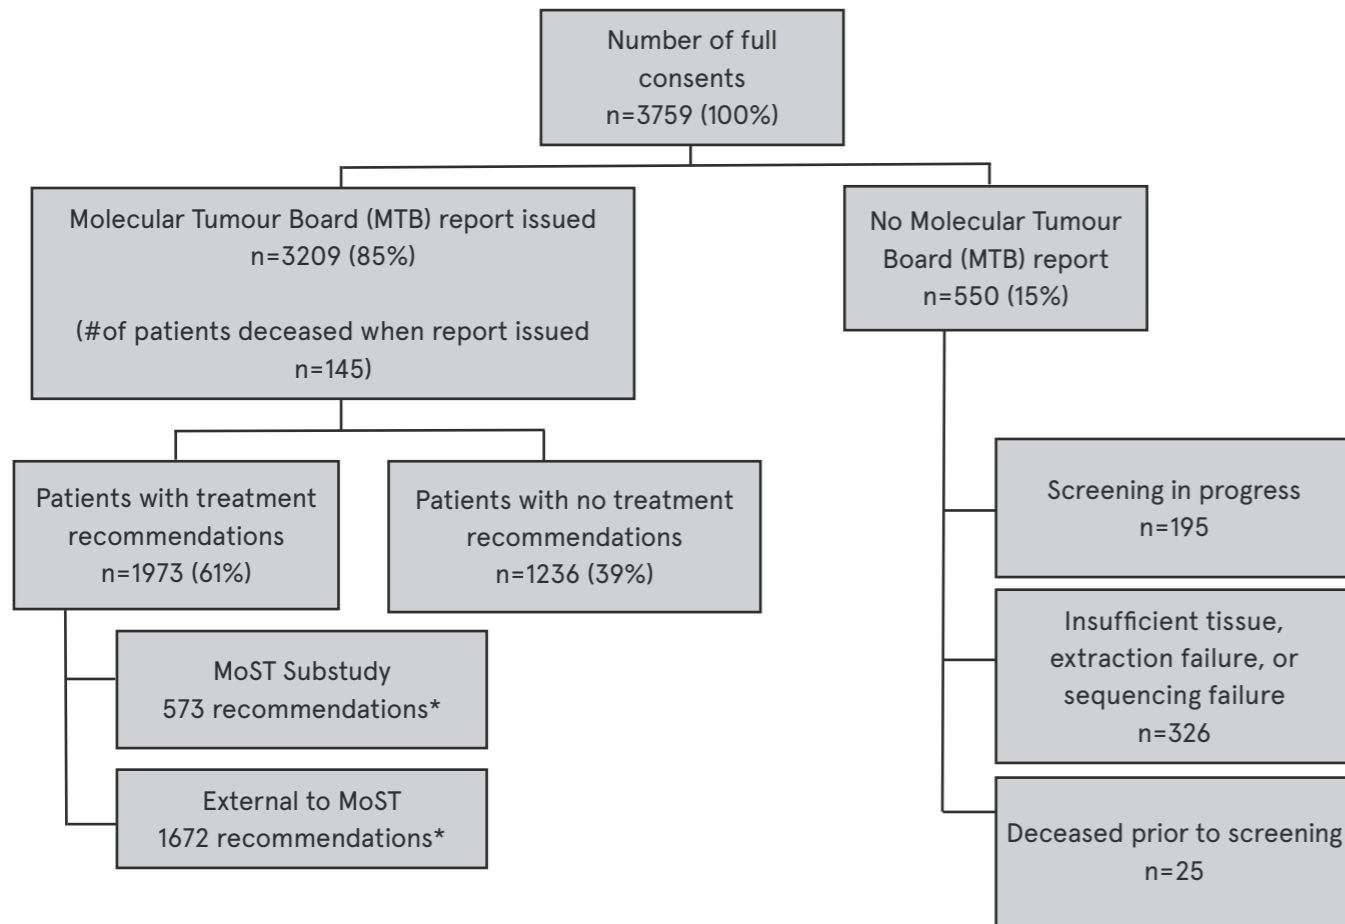 Number of full
consents
n=3759 (100%)
Molecular Tumour Board (MTB) report issued
n=3209 (85%)
(#of patients deceased when report issued
n=145)
No Molecular Tumour
Board (MTB) report
n=550 (15%)
Patients with treatment
recommendations
n=1973 (61%)
Patients with no treatment
recommendations
n=1236 (39%)
MoST Substudy
573 recommendations*
External to MoST
1672 recommendations*
Screening in progress
n=195
Insufficient tissue,
extraction failure, or
sequencing failure
n=326
Deceased prior to screening
n=25